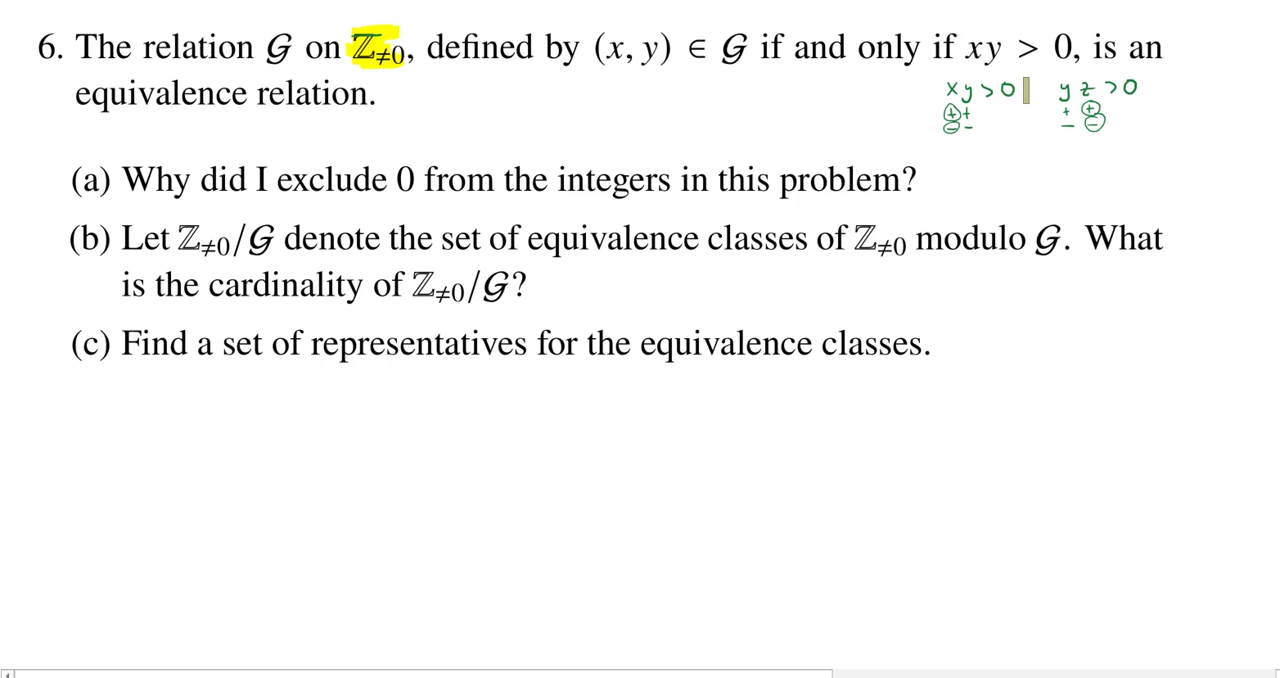 6. The relation 𝒢 on ℤ≠0, defined by (x, y) ∈ 𝒢 if and only if xy > 0, is an
equivalence relation.
xy>0 yz>0
⊕+ + ⊕
⊖- - ⊖
(a) Why did I exclude 0 from the integers in this problem?
(b) Let ℤ≠0/𝒢 denote the set of equivalence classes of ℤ≠0 modulo 𝒢. What
is the cardinality of ℤ≠0/𝒢?
(c) Find a set of representatives for the equivalence classes.